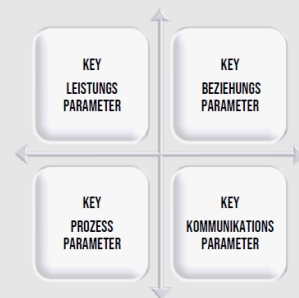 KEY
LEISTUNGS
PARAMETER
KEY
BEZIEHUNGS
PARAMETER
KEY
PROZESS
PARAMETER
KEY
KOMMUNIKATIONS
PARAMETER